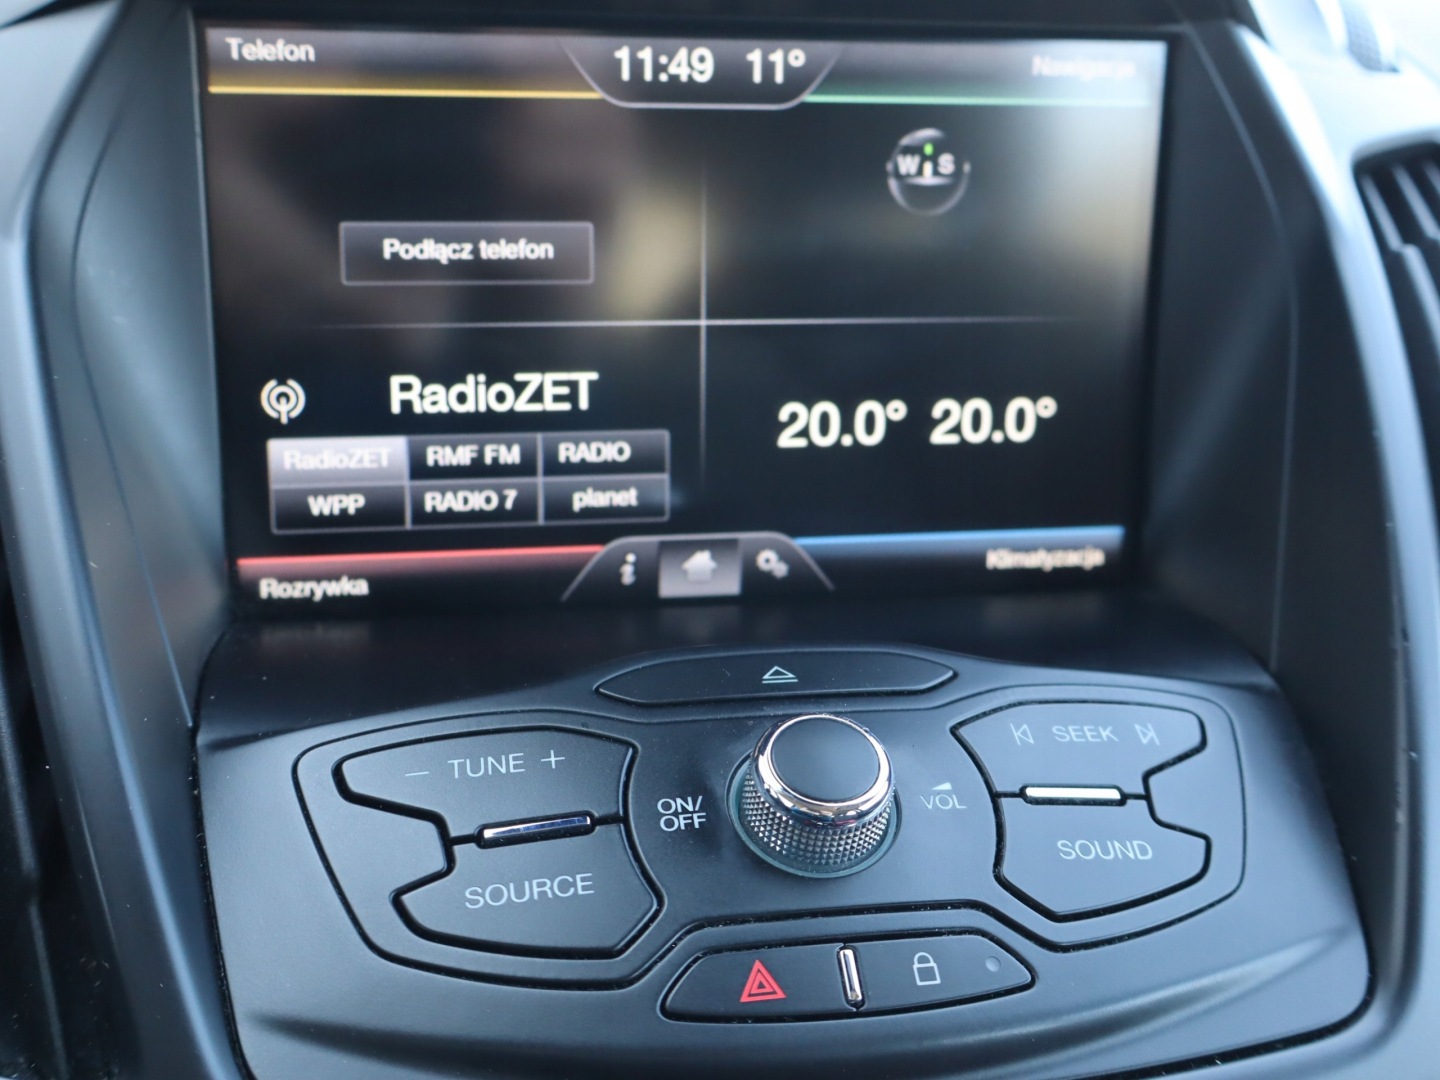 Telefon
11:49 11°
Nawigacja
W S
Podłącz telefon
RadioZET
20.0° 20.0°
RadioZET RMF FM RADIO
WPP RADIO 7 planet
i
Rozrywka
Klimatyzacja
− TUNE +
SEEK
ON/
OFF
VOL
SOURCE
SOUND